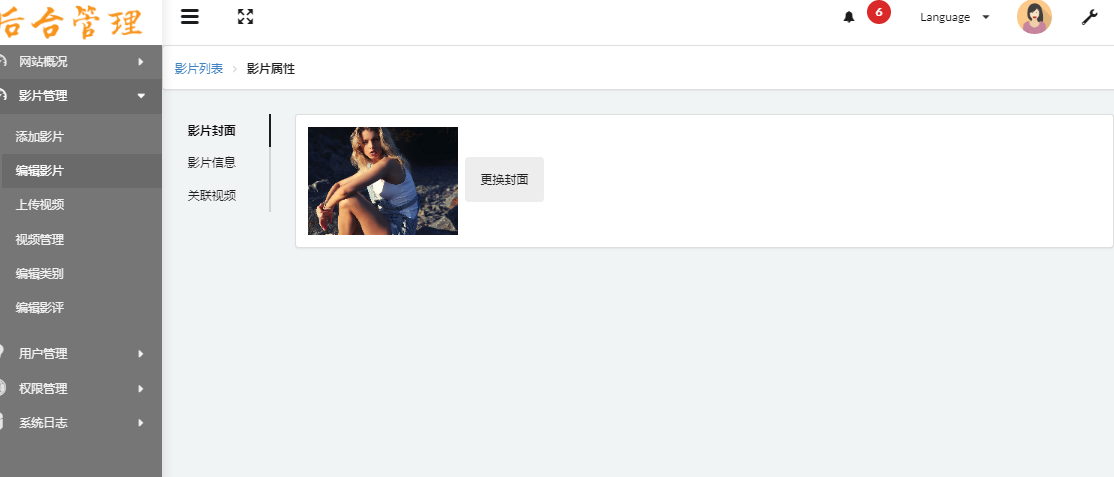 后台管理
6
Language
网站概况
影片列表
影片属性
影片管理
添加影片
编辑影片
上传视频
视频管理
编辑类别
编辑影评
用户管理
权限管理
系统日志
影片封面
影片信息
关联视频
更换封面